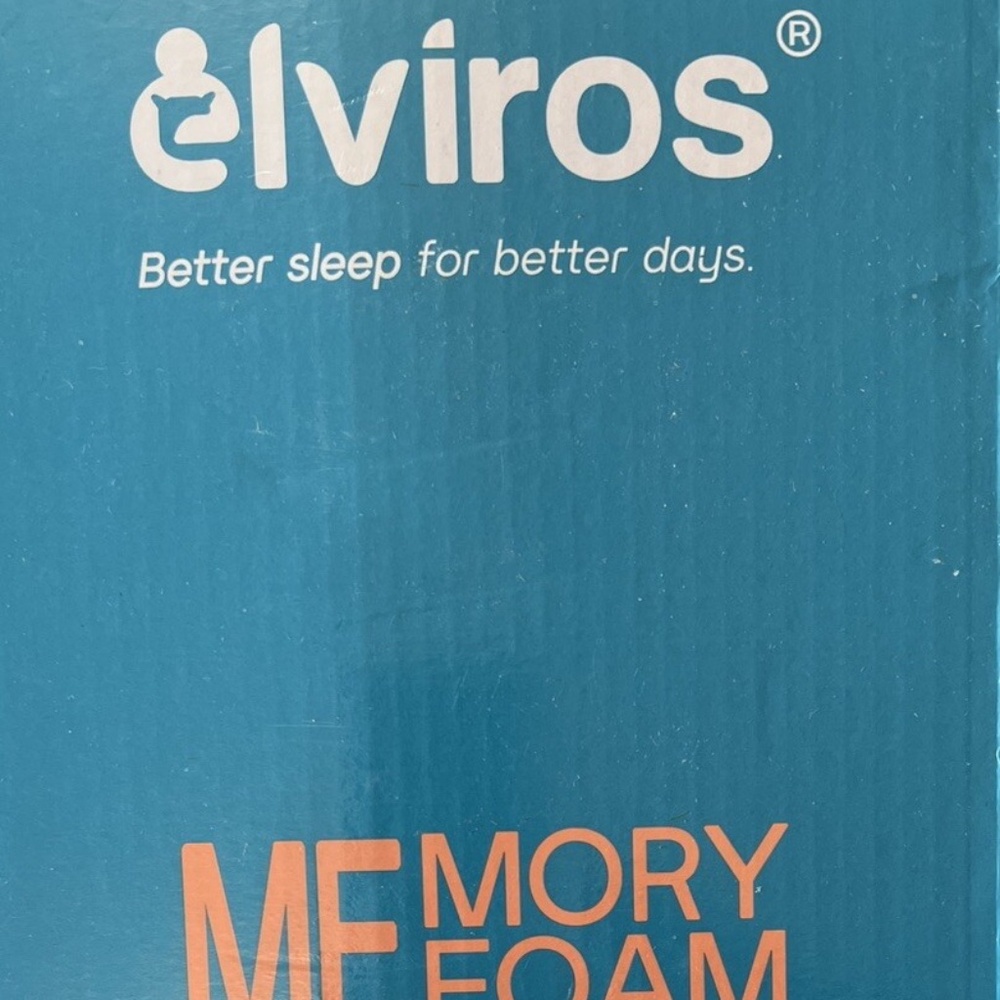 elviros®
Better sleep for better days.
MEMORY
FOAM